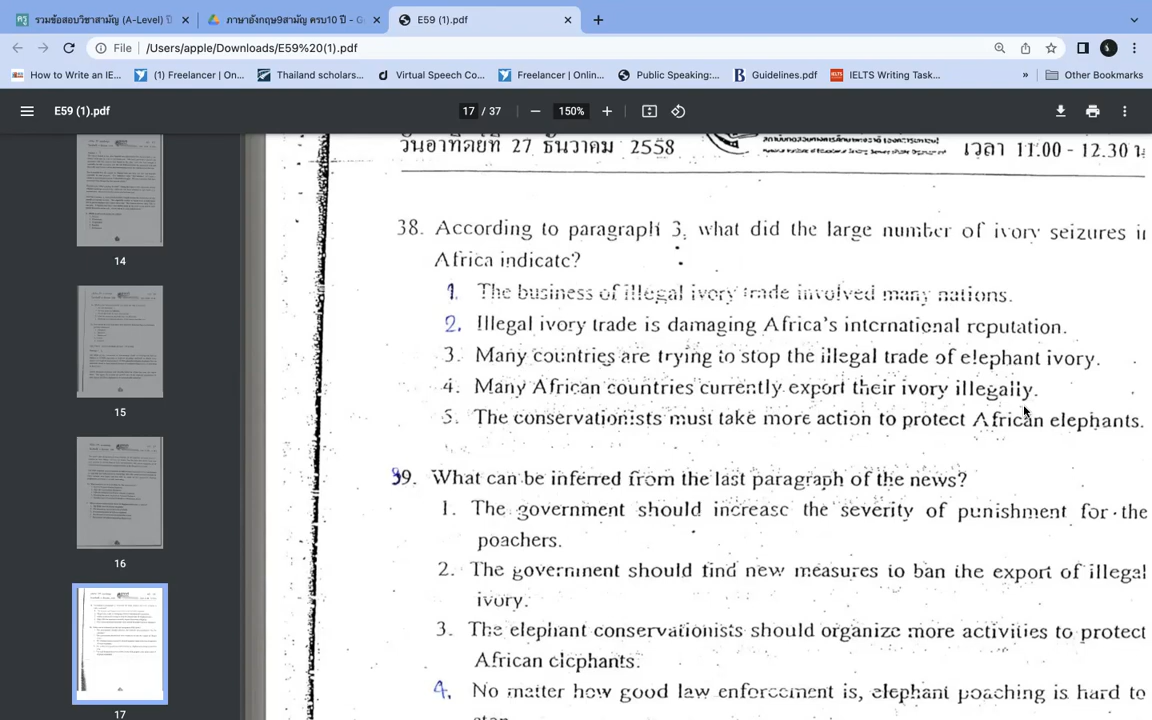 รวมข้อสอบวิชาสามัญ (A-Level) ปี
ภาษาอังกฤษ9สามัญ ครบ10 ปี - G
E59 (1).pdf
File
/Users/apple/Downloads/E59%20(1).pdf
How to Write an IE...
(1) Freelancer | On...
Thailand scholars...
Virtual Speech Co...
Freelancer | Onlin...
Public Speaking:...
Guidelines.pdf
IELTS Writing Task...
»
Other Bookmarks
E59 (1).pdf
17 / 37
150%
14
15
16
17
วันอาทิตย์ที่ 27 ธันวาคม 2558
เวลา 11.00 - 12.30 น
38. According to paragraph 3, what did the large number of ivory seizures in
Africa indicate?
1. The business of illegal ivory trade involved many nations.
2. Illegal ivory trade is damaging Africa's international reputation.
3. Many countries are trying to stop the illegal trade of elephant ivory.
4. Many African countries currently export their ivory illegally.
5. The conservationists must take more action to protect African elephants.
39. What can be inferred from the last paragraph of the news?
1. The government should increase the severity of punishment for the
poachers.
2. The government should find new measures to ban the export of illegal
ivory.
3. The elephant conservationists should organize more activities to protect
African elephants.
4. No matter how good law enforcement is, elephant poaching is hard to